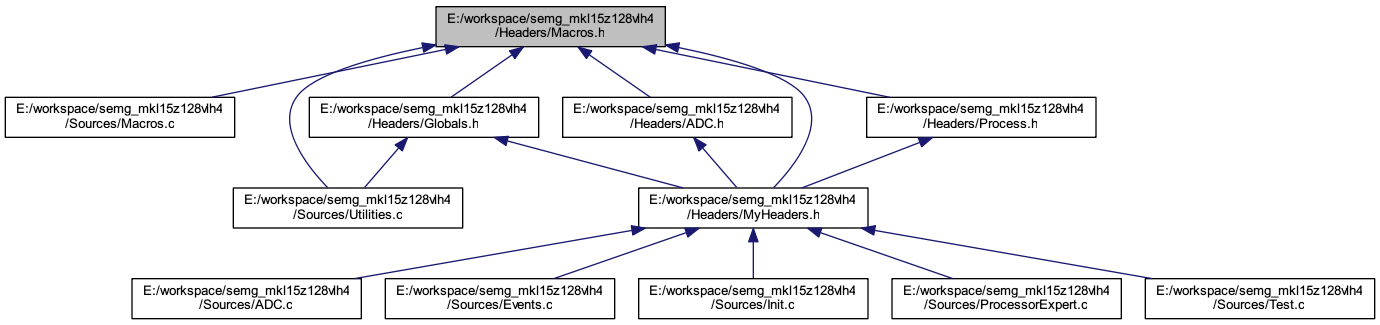 E:/workspace/semg_mkl15z128vlh4
/Headers/Macros.h
E:/workspace/semg_mkl15z128vlh4
/Sources/Macros.c
E:/workspace/semg_mkl15z128vlh4
/Headers/Globals.h
E:/workspace/semg_mkl15z128vlh4
/Headers/ADC.h
E:/workspace/semg_mkl15z128vlh4
/Headers/Process.h
E:/workspace/semg_mkl15z128vlh4
/Sources/Utilities.c
E:/workspace/semg_mkl15z128vlh4
/Headers/MyHeaders.h
E:/workspace/semg_mkl15z128vlh4
/Sources/ADC.c
E:/workspace/semg_mkl15z128vlh4
/Sources/Events.c
E:/workspace/semg_mkl15z128vlh4
/Sources/Init.c
E:/workspace/semg_mkl15z128vlh4
/Sources/ProcessorExpert.c
E:/workspace/semg_mkl15z128vlh4
/Sources/Test.c